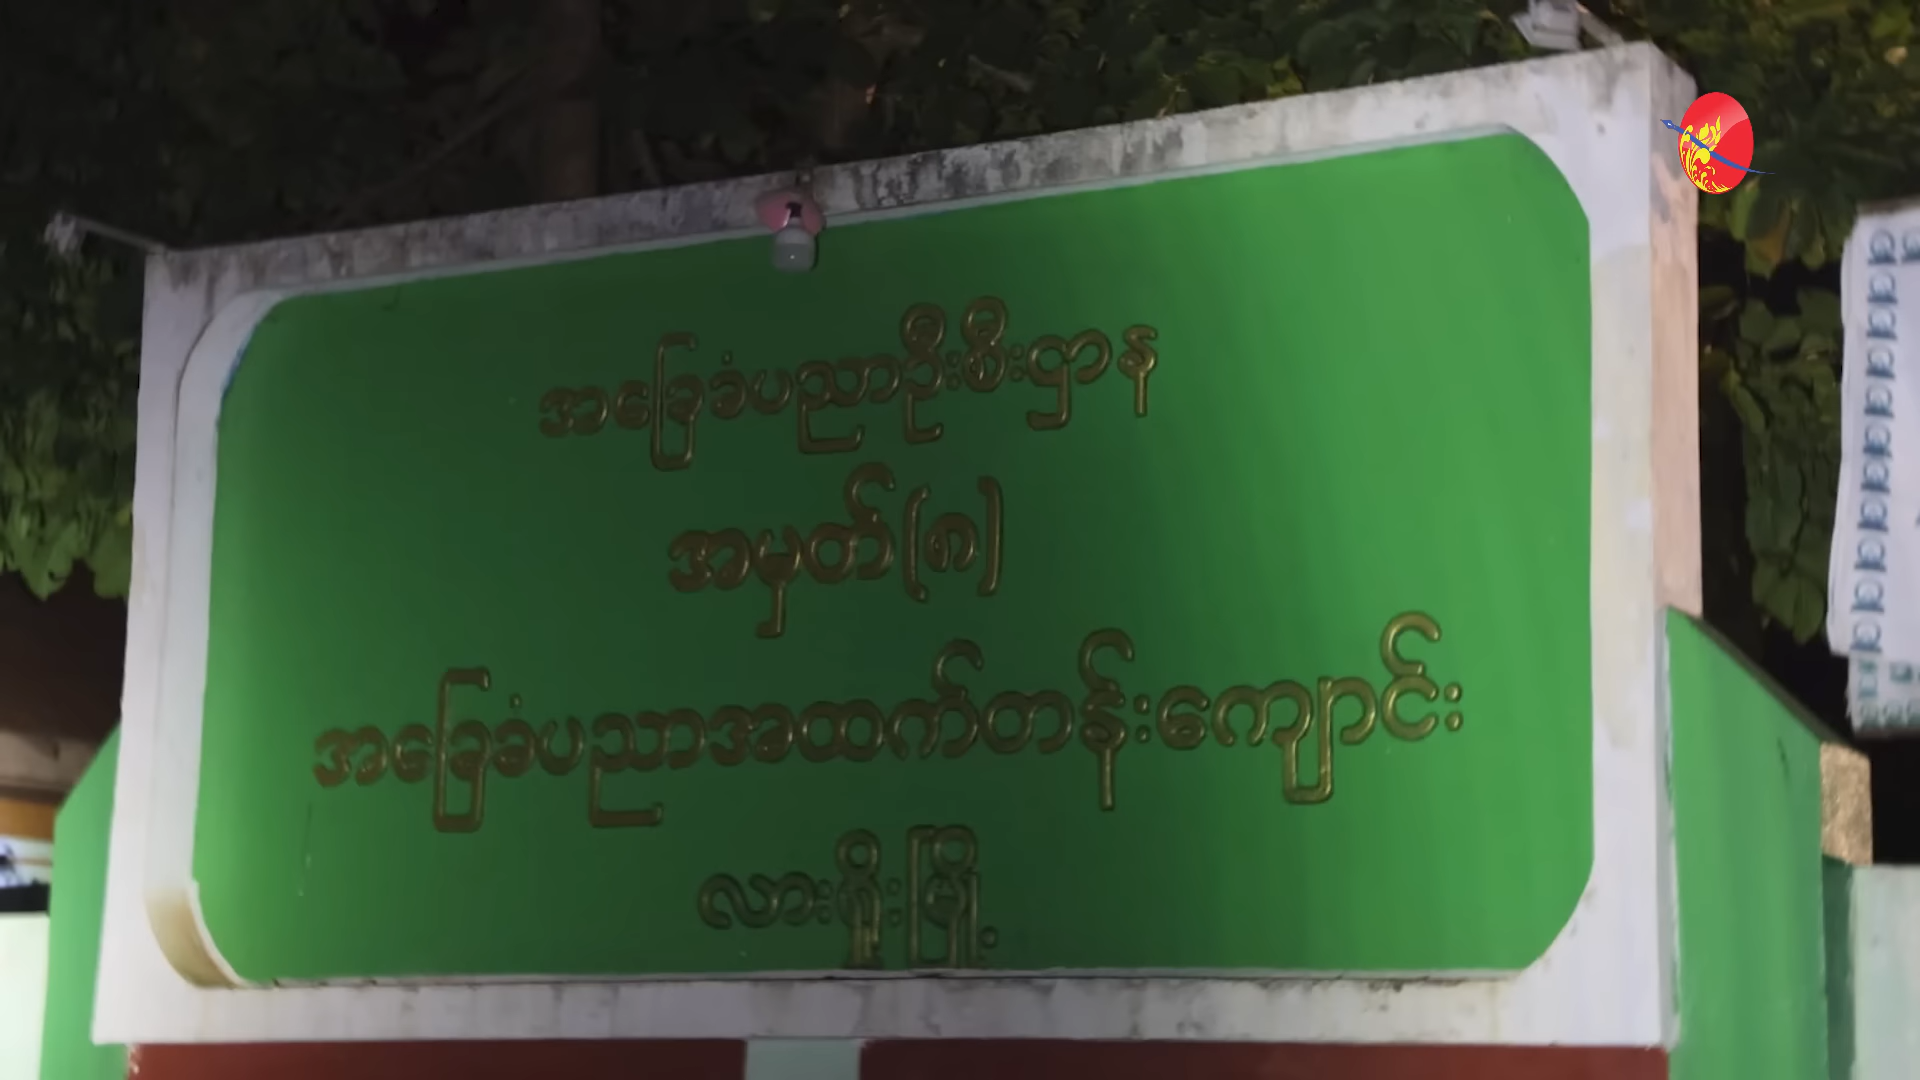 အခြေခံပညာဦးစီးဌာန
အမှတ်(၈)
အခြေခံပညာအထက်တန်းကျောင်း
လားရှိုးမြို့